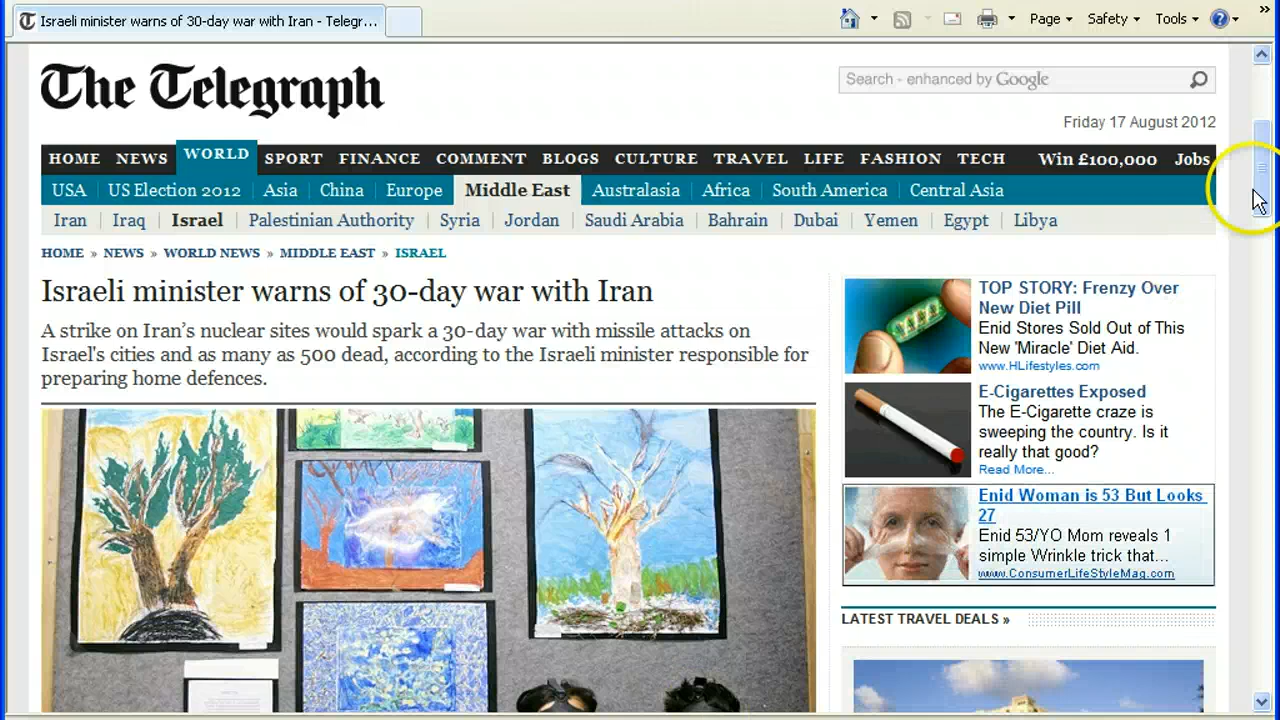 Israeli minister warns of 30-day war with Iran - Telegr...
Page
Safety
Tools
The Telegraph
Search - enhanced by Google
Friday 17 August 2012
HOME NEWS WORLD SPORT FINANCE COMMENT BLOGS CULTURE TRAVEL LIFE FASHION TECH Win £100,000 Jobs
USA US Election 2012 Asia China Europe Middle East Australasia Africa South America Central Asia
Iran Iraq Israel Palestinian Authority Syria Jordan Saudi Arabia Bahrain Dubai Yemen Egypt Libya
HOME » NEWS » WORLD NEWS » MIDDLE EAST » ISRAEL
Israeli minister warns of 30-day war with Iran
A strike on Iran’s nuclear sites would spark a 30-day war with missile attacks on
Israel's cities and as many as 500 dead, according to the Israeli minister responsible for
preparing home defences.
TOP STORY: Frenzy Over
New Diet Pill
Enid Stores Sold Out of This
New 'Miracle' Diet Aid.
www.HLifestyles.com
E-Cigarettes Exposed
The E-Cigarette craze is
sweeping the country. Is it
really that good?
Read More...
Enid Woman is 53 But Looks
27
Enid 53/YO Mom reveals 1
simple Wrinkle trick that...
www.ConsumerLifeStyleMag.com
LATEST TRAVEL DEALS »